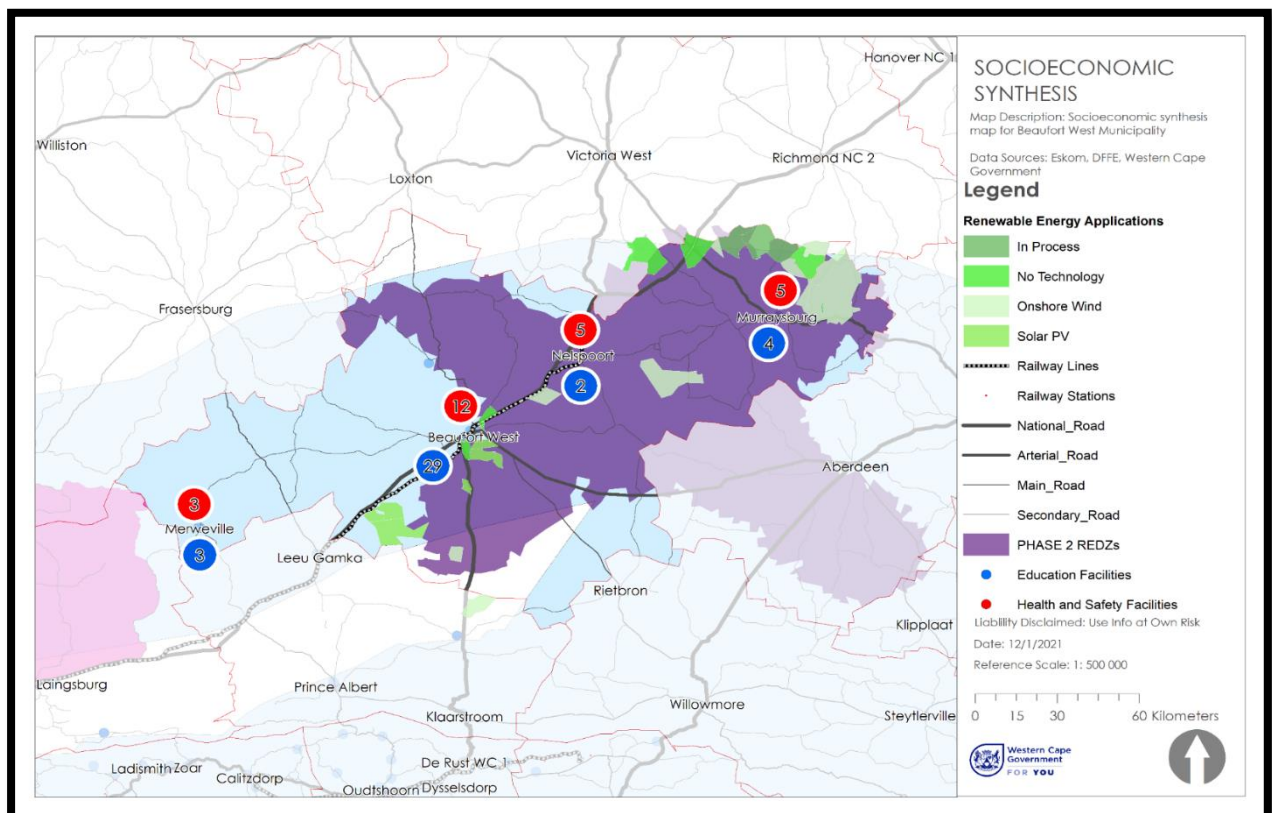 Hanover NC 1
Williston
Victoria West
Richmond NC 2
Loxton
Frasersburg
5
Murraysburg
5
4
Nelspoort
2
12
Beaufort West
29
Aberdeen
3
Merweville
3
Leeu Gamka
Rietbron
Klipplaat
Laingsburg
Prince Albert
Willowmore
Klaarstroom
Steytlerville
De Rust WC 1
Ladismith
Zoar
Calitzdorp
Oudtshoorn
Dysselsdorp
SOCIOECONOMIC
SYNTHESIS
Map Description: Socioeconomic synthesis
map for Beaufort West Municipality
Data Sources: Eskom, DFFE, Western Cape
Government
Legend
Renewable Energy Applications
In Process
No Technology
Onshore Wind
Solar PV
Railway Lines
Railway Stations
National_Road
Arterial_Road
Main_Road
Secondary_Road
PHASE 2 REDZs
Education Facilities
Health and Safety Facilities
Liability Disclaimed: Use Info at Own Risk
Date: 12/1/2021
Reference Scale: 1: 500 000
0 15 30 60 Kilometers
Western Cape
Government
FOR YOU